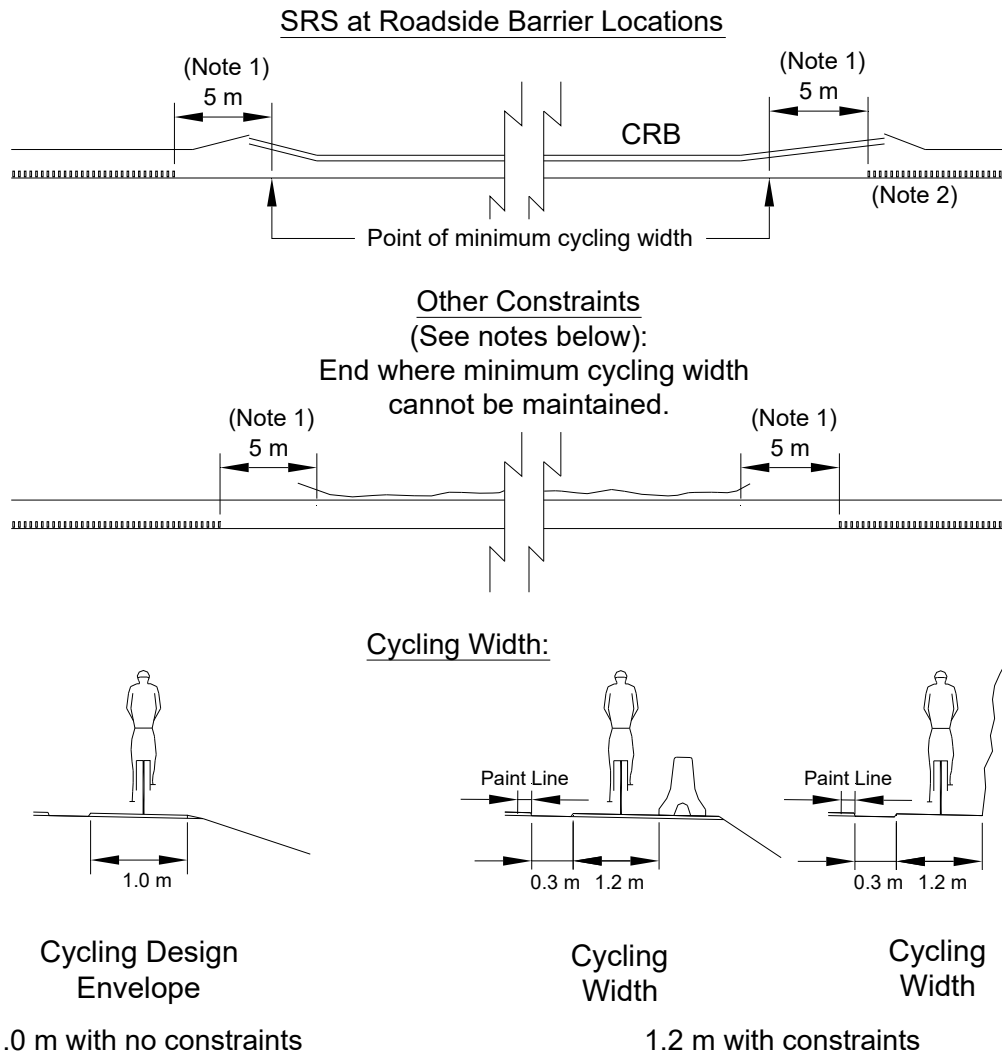 SRS at Roadside Barrier Locations
(Note 1)
5 m
(Note 1)
5 m
CRB
(Note 2)
Point of minimum cycling width
Other Constraints
(See notes below):
End where minimum cycling width
cannot be maintained.
(Note 1)
5 m
(Note 1)
5 m
Cycling Width:
Paint Line
Paint Line
1.0 m
0.3 m
1.2 m
0.3 m
1.2 m
Cycling Design
Envelope
Cycling
Width
Cycling
Width
.0 m with no constraints
1.2 m with constraints